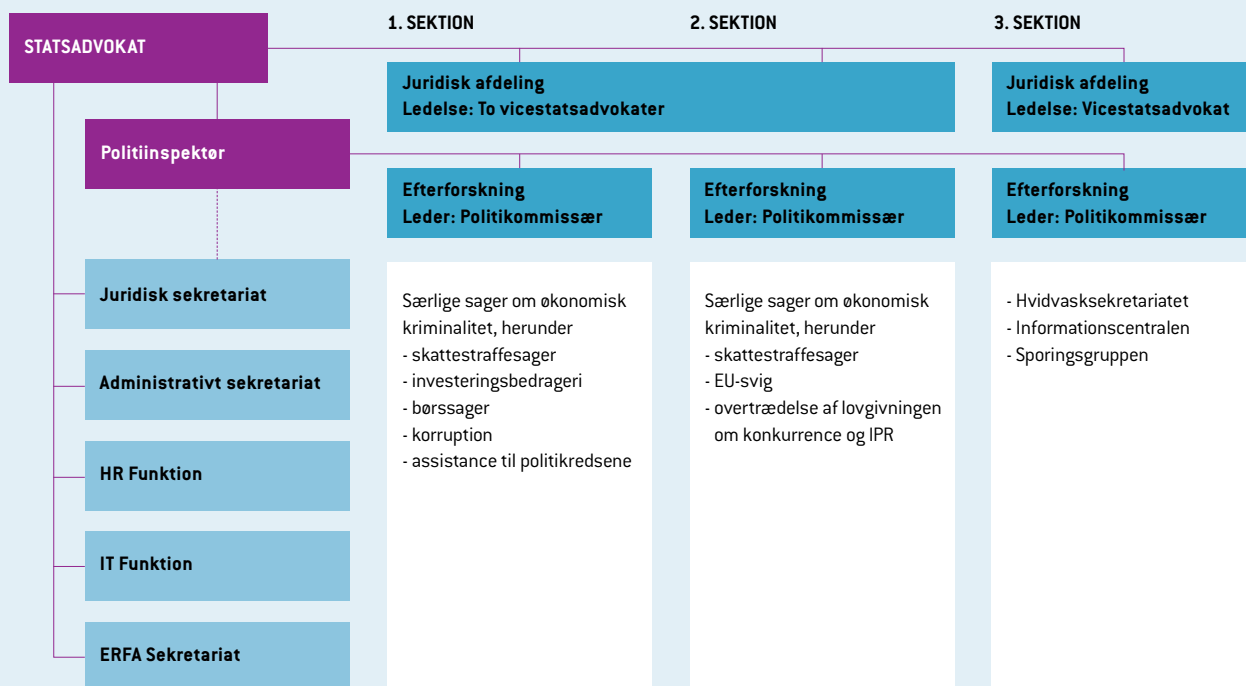 STATSADVOKAT
Politiinspektør
Juridisk sekretariat
Administrativt sekretariat
HR Funktion
IT Funktion
ERFA Sekretariat
1. SEKTION
2. SEKTION
Juridisk afdeling
Ledelse: To vicestatsadvokater
Efterforskning
Leder: Politikommissær
Særlige sager om økonomisk
kriminalitet, herunder
- skattestraffesager
- investeringsbedrageri
- børssager
- korruption
- assistance til politikredsene
Efterforskning
Leder: Politikommissær
Særlige sager om økonomisk
kriminalitet, herunder
- skattestraffesager
- EU-svig
- overtrædelse af lovgivningen
om konkurrence og IPR
3. SEKTION
Juridisk afdeling
Ledelse: Vicestatsadvokat
Efterforskning
Leder: Politikommissær
- Hvidvasksekretariatet
- Informationscentralen
- Sporingsgruppen